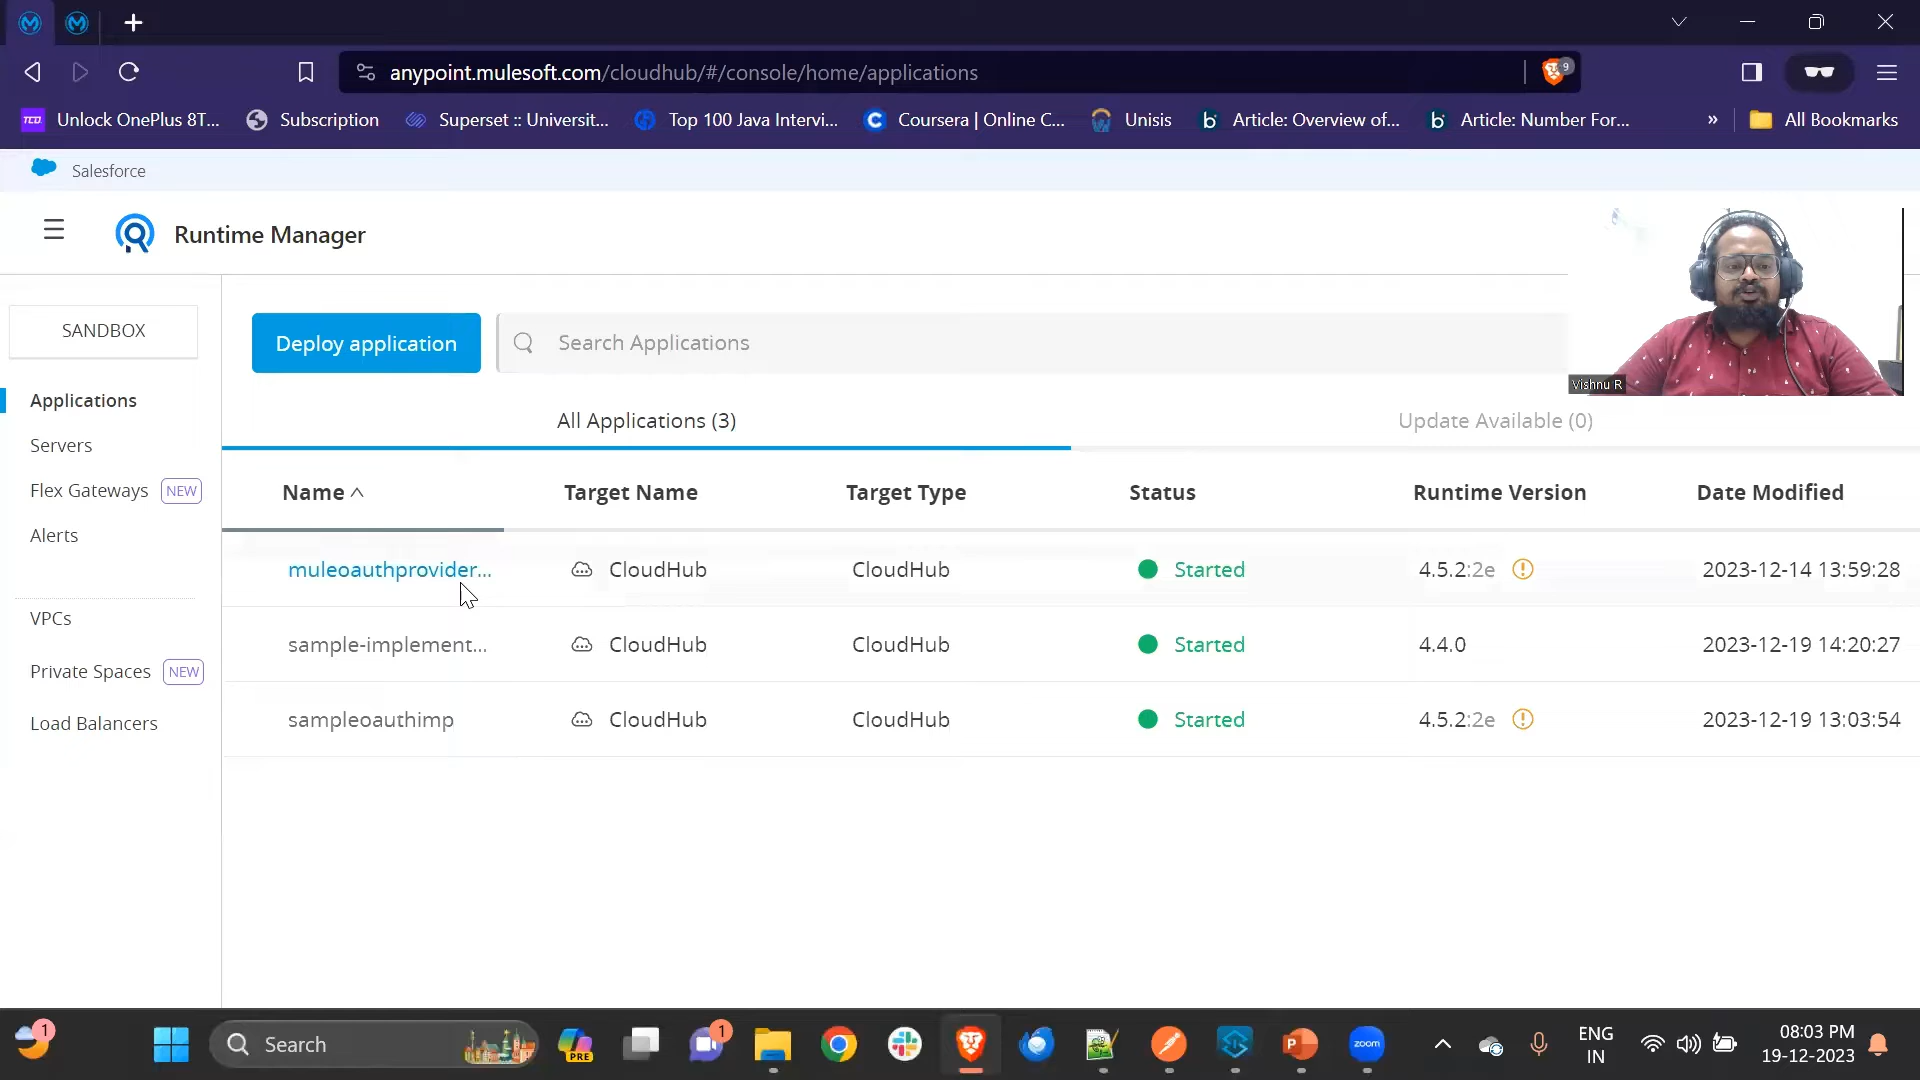 anypoint.mulesoft.com/cloudhub/#/console/home/applications
9
TCD Unlock OnePlus 8T...
Subscription
Superset :: Universit...
Top 100 Java Intervi...
Coursera | Online C...
Unisis
Article: Overview of...
Article: Number For...
»
All Bookmarks
Salesforce
Runtime Manager
SANDBOX
Applications
Servers
Flex Gateways NEW
Alerts
VPCs
Private Spaces NEW
Load Balancers
Deploy application
Search Applications
Vishnu R
All Applications (3)
Update Available (0)
Name Target Name Target Type Status Runtime Version Date Modified
muleoauthprovider... CloudHub CloudHub Started 4.5.2:2e 2023-12-14 13:59:28
sample-implement... CloudHub CloudHub Started 4.4.0 2023-12-19 14:20:27
sampleoauthimp CloudHub CloudHub Started 4.5.2:2e 2023-12-19 13:03:54
1
Search
PRE
1
zoom
ENG
IN
08:03 PM
19-12-2023